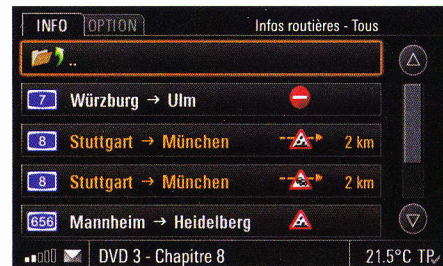 INFO OPTION Infos routières - Tous
..
7 Würzburg → Ulm
8 Stuttgart → München 2 km
8 Stuttgart → München 2 km
656 Mannheim → Heidelberg
DVD 3 - Chapitre 8 21.5°C TP